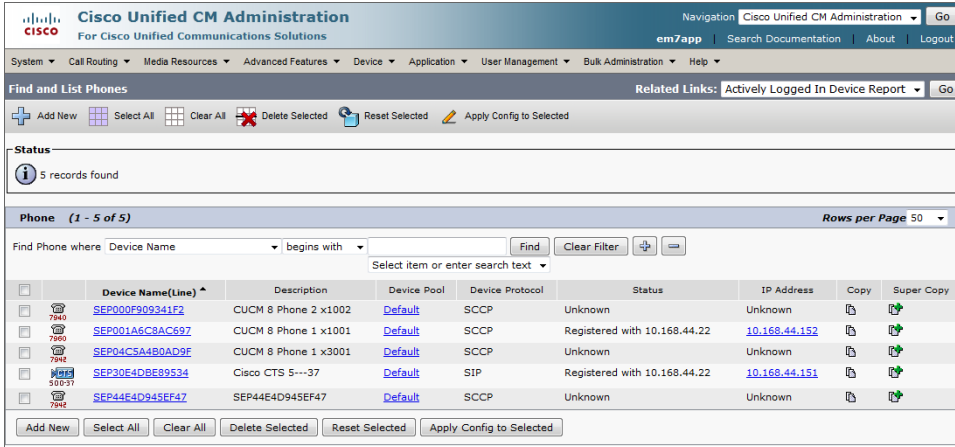 Cisco Unified CM Administration
CISCO
For Cisco Unified Communications Solutions
Navigation Cisco Unified CM Administration Go
em7app | Search Documentation | About | Logout
System Call Routing Media Resources Advanced Features Device Application User Management Bulk Administration Help
Find and List Phones
Related Links: Actively Logged In Device Report Go
Add New Select All Clear All Delete Selected Reset Selected Apply Config to Selected
Status
i 5 records found
Phone (1 - 5 of 5) Rows per Page 50
Find Phone where Device Name begins with Find Clear Filter
Select item or enter search text
Device Name(Line) Description Device Pool Device Protocol Status IP Address Copy Super Copy
7940 SEP000F909341F2 CUCM 8 Phone 2 x1002 Default SCCP Unknown Unknown
7960 SEP001A6C8AC697 CUCM 8 Phone 1 x1001 Default SCCP Registered with 10.168.44.22 10.168.44.152
7942 SEP04C5A4B0AD9F CUCM 8 Phone 1 x3001 Default SCCP Unknown Unknown
CTS 500-37 SEP30E4DBE89534 Cisco CTS 5---37 Default SIP Registered with 10.168.44.22 10.168.44.151
7942 SEP44E4D945EF47 SEP44E4D945EF47 Default SCCP Unknown Unknown
Add New Select All Clear All Delete Selected Reset Selected Apply Config to Selected